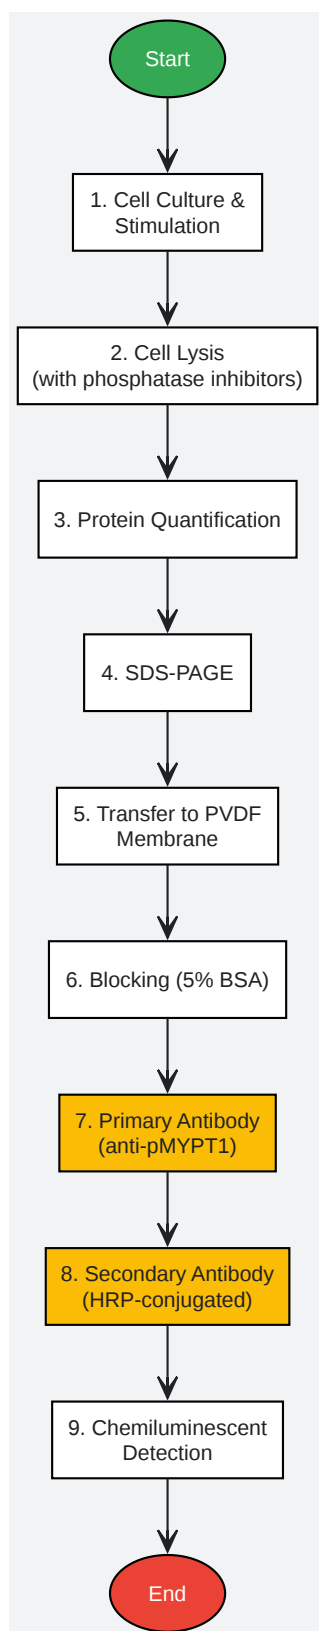 Start
1. Cell Culture &
Stimulation
2. Cell Lysis
(with phosphatase inhibitors)
3. Protein Quantification
4. SDS-PAGE
5. Transfer to PVDF
Membrane
6. Blocking (5% BSA)
7. Primary Antibody
(anti-pMYPT1)
8. Secondary Antibody
(HRP-conjugated)
9. Chemiluminescent
Detection
End